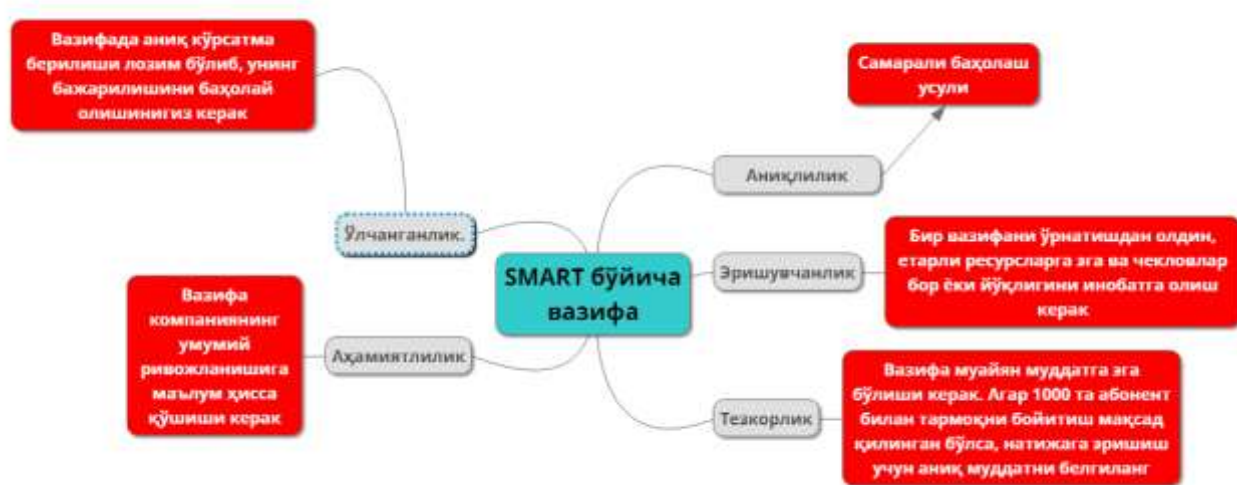 Вазифада аниқ кўрсатма
берилиши лозим бўлиб, унинг
бажарилишини баҳолай
олишинигиз керак
Ўлчанганлик.
Вазифа
компаниянинг
умумий
ривожланишига
маълум ҳисса
қўшиши керак
Аҳамиятлилик
SMART бўйича
вазифа
Самарали баҳолаш
усули
Аниқлилик
Эришувчанлик
Бир вазифани ўрнатишдан олдин,
етарли ресурсларга эга ва чекловлар
бор ёки йўқлигини инобатга олиш
керак
Тезкорлик
Вазифа муайян муддатга эга
бўлиши керак. Агар 1000 та абонент
билан тармоқни бойитиш мақсад
қилинган бўлса, натижага эришиш
учун аниқ муддатни белгиланг